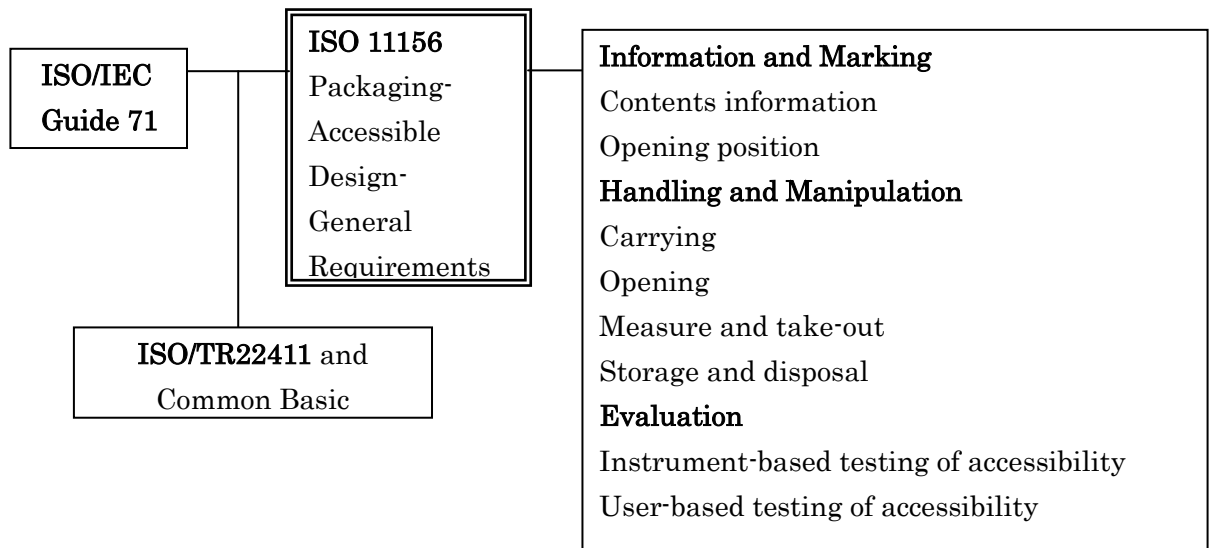 ISO/IEC
Guide 71
ISO 11156
Packaging-
Accessible
Design-
General
Requirements
ISO/TR22411 and
Common Basic
Information and Marking
Contents information
Opening position
Handling and Manipulation
Carrying
Opening
Measure and take-out
Storage and disposal
Evaluation
Instrument-based testing of accessibility
User-based testing of accessibility